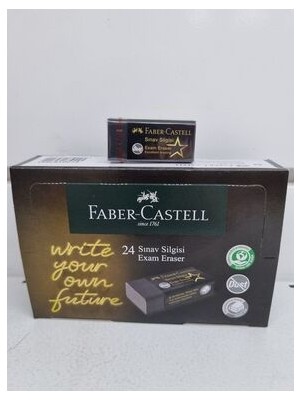 FABER-CASTELL
Sınav Silgisi
Exam Eraser
FABER-CASTELL
since 1761
24 Sınav Silgisi
Exam Eraser
write
your
own
future
Dust